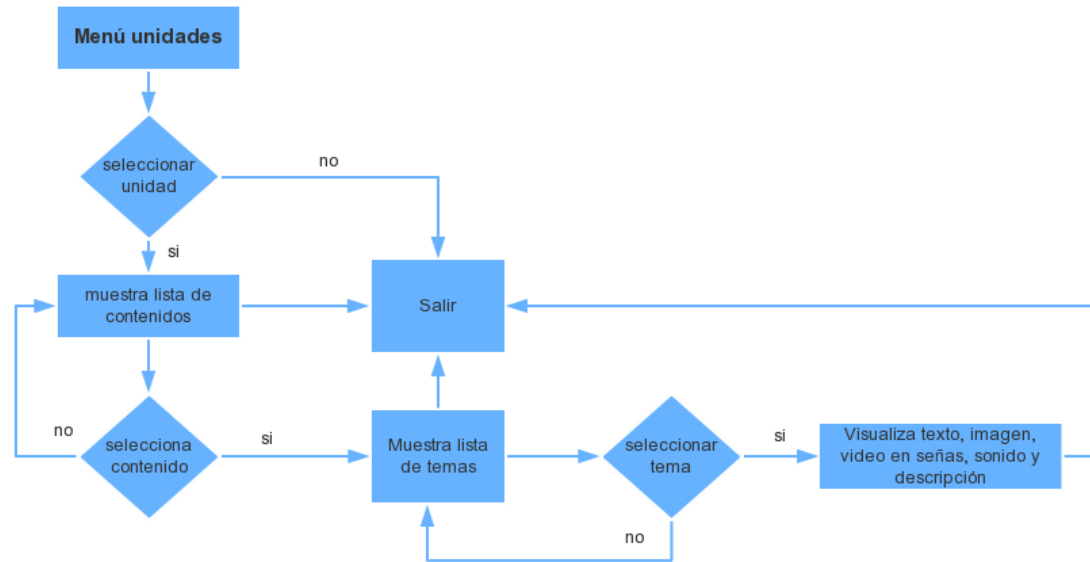 Menú unidades
seleccionar
unidad
no
si
muestra lista de
contenidos
Salir
no
selecciona
contenido
si
Muestra lista
de temas
seleccionar
tema
si
Visualiza texto, imagen,
video en señas, sonido y
descripción
no